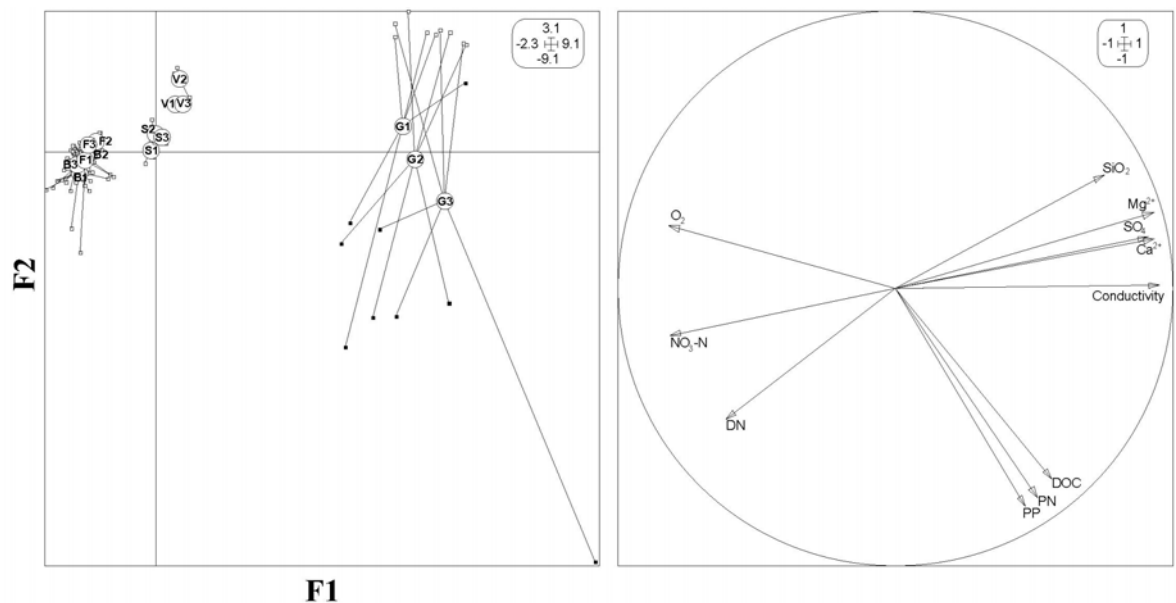 3.1
-2.3 9.1
-9.1
V2
V1 V3
S2
S3
S1
F3 F2
B3 F1 B2
B1
G1
G2
G3
F2
F1
1
-1 1
-1
SiO₂
Mg²⁺
SO₄
Ca²⁺
O₂
Conductivity
NO₃-N
DN
DOC
PN
PP